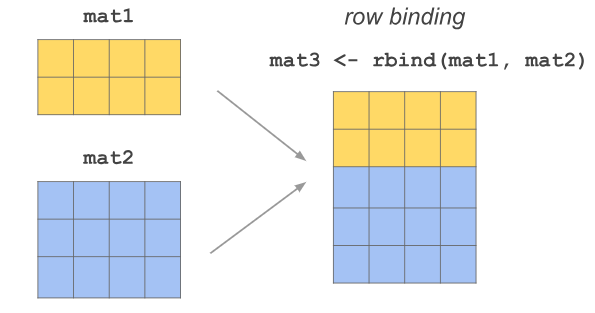 mat1
row binding
mat3 <- rbind(mat1, mat2)
mat2